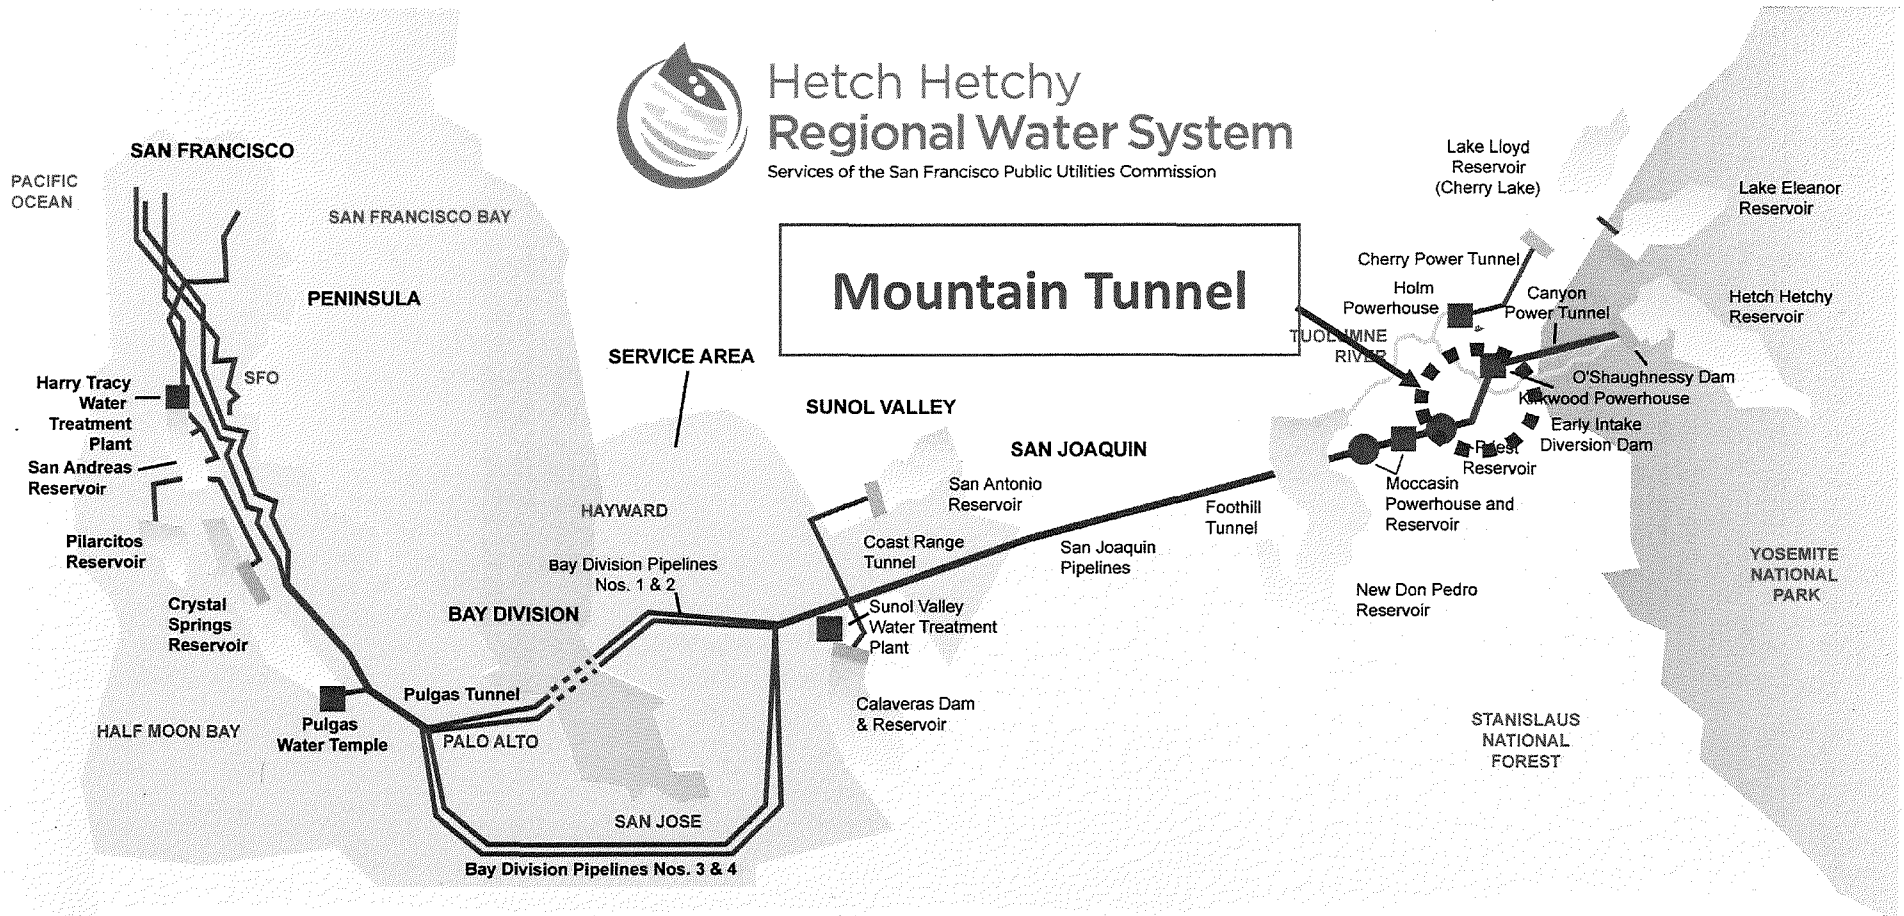 Hetch Hetchy
Regional Water System
Services of the San Francisco Public Utilities Commission
SAN FRANCISCO
PACIFIC
OCEAN
SAN FRANCISCO BAY
PENINSULA
Mountain Tunnel
Lake Lloyd
Reservoir
(Cherry Lake)
Lake Eleanor
Reservoir
Cherry Power Tunnel
Holm
Powerhouse
Canyon
Power Tunnel
Hetch Hetchy
Reservoir
TUOLUMNE
RIVER
SERVICE AREA
SFO
Harry Tracy
Water
Treatment
Plant
O'Shaughnessy Dam
Kirkwood Powerhouse
SUNOL VALLEY
Early Intake
Diversion Dam
SAN JOAQUIN
Priest
Reservoir
San Andreas
Reservoir
San Antonio
Reservoir
Moccasin
Powerhouse and
Reservoir
HAYWARD
Foothill
Tunnel
Pilarcitos
Reservoir
Coast Range
Tunnel
San Joaquin
Pipelines
Bay Division Pipelines
Nos. 1 & 2
YOSEMITE
NATIONAL
PARK
New Don Pedro
Reservoir
Crystal
Springs
Reservoir
BAY DIVISION
Sunol Valley
Water Treatment
Plant
Pulgas Tunnel
Calaveras Dam
& Reservoir
HALF MOON BAY
Pulgas
Water Temple
PALO ALTO
STANISLAUS
NATIONAL
FOREST
SAN JOSE
Bay Division Pipelines Nos. 3 & 4